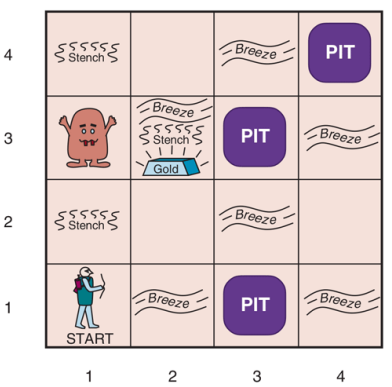 4
Stench
Breeze
PIT
3
Breeze
Stench
Gold
PIT
Breeze
2
Stench
Breeze
1
START
Breeze
PIT
Breeze
1 2 3 4